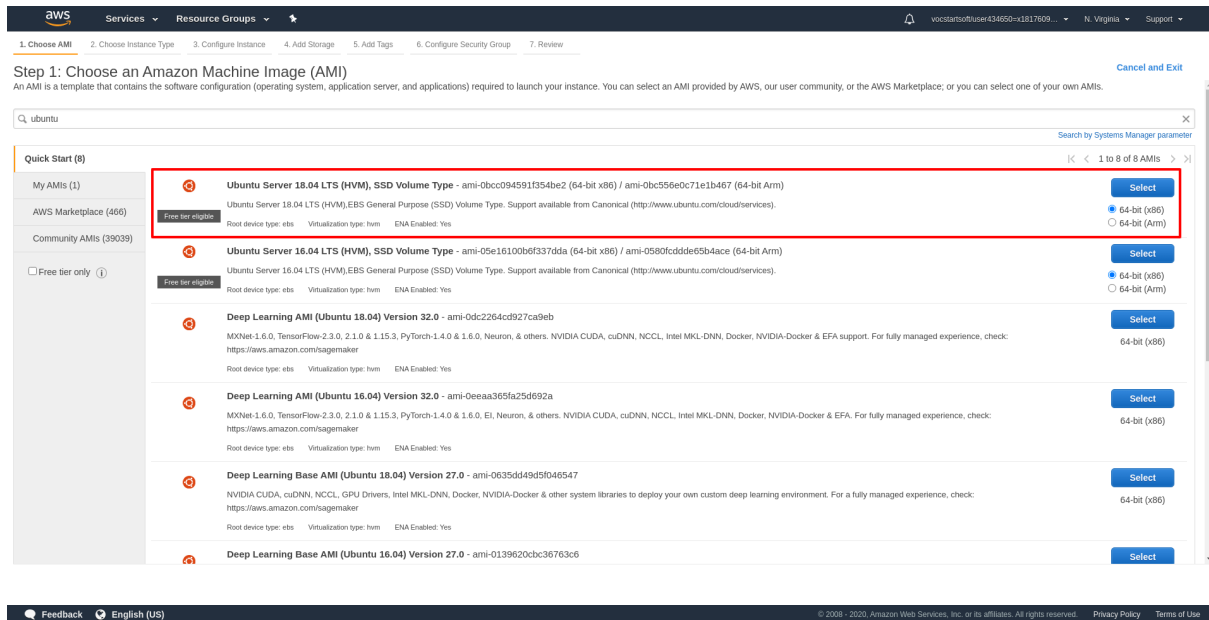 aws Services Resource Groups vocstartsoft/user434650=x1817609... N. Virginia Support
1. Choose AMI 2. Choose Instance Type 3. Configure Instance 4. Add Storage 5. Add Tags 6. Configure Security Group 7. Review
Step 1: Choose an Amazon Machine Image (AMI) Cancel and Exit
An AMI is a template that contains the software configuration (operating system, application server, and applications) required to launch your instance. You can select an AMI provided by AWS, our user community, or the AWS Marketplace; or you can select one of your own AMIs.
ubuntu
Search by Systems Manager parameter
Quick Start (8) 1 to 8 of 8 AMIs
My AMIs (1)
AWS Marketplace (466)
Community AMIs (39039)
Free tier only
Ubuntu Server 18.04 LTS (HVM), SSD Volume Type - ami-0bcc094591f354be2 (64-bit x86) / ami-0bc556e0c71e1b467 (64-bit Arm) Select
Ubuntu Server 18.04 LTS (HVM),EBS General Purpose (SSD) Volume Type. Support available from Canonical (http://www.ubuntu.com/cloud/services). 64-bit (x86)
Free tier eligible Root device type: ebs Virtualization type: hvm ENA Enabled: Yes 64-bit (Arm)
Ubuntu Server 16.04 LTS (HVM), SSD Volume Type - ami-05e16100b6f337dda (64-bit x86) / ami-0580fcddde65b4ace (64-bit Arm) Select
Ubuntu Server 16.04 LTS (HVM),EBS General Purpose (SSD) Volume Type. Support available from Canonical (http://www.ubuntu.com/cloud/services). 64-bit (x86)
Free tier eligible Root device type: ebs Virtualization type: hvm ENA Enabled: Yes 64-bit (Arm)
Deep Learning AMI (Ubuntu 18.04) Version 32.0 - ami-0dc2264cd927ca9eb Select
MXNet-1.6.0, TensorFlow-2.3.0, 2.1.0 & 1.15.3, PyTorch-1.4.0 & 1.6.0, Neuron, & others. NVIDIA CUDA, cuDNN, NCCL, Intel MKL-DNN, Docker, NVIDIA-Docker & EFA support. For fully managed experience, check: 64-bit (x86)
https://aws.amazon.com/sagemaker
Root device type: ebs Virtualization type: hvm ENA Enabled: Yes
Deep Learning AMI (Ubuntu 16.04) Version 32.0 - ami-0eeaa365fa25d692a Select
MXNet-1.6.0, TensorFlow-2.3.0, 2.1.0 & 1.15.3, PyTorch-1.4.0 & 1.6.0, EI, Neuron, & others. NVIDIA CUDA, cuDNN, NCCL, Intel MKL-DNN, Docker, NVIDIA-Docker & EFA. For fully managed experience, check: 64-bit (x86)
https://aws.amazon.com/sagemaker
Root device type: ebs Virtualization type: hvm ENA Enabled: Yes
Deep Learning Base AMI (Ubuntu 18.04) Version 27.0 - ami-0635dd49d5f046547 Select
NVIDIA CUDA, cuDNN, NCCL, GPU Drivers, Intel MKL-DNN, Docker, NVIDIA-Docker & other system libraries to deploy your own custom deep learning environment. For a fully managed experience, check: 64-bit (x86)
https://aws.amazon.com/sagemaker
Root device type: ebs Virtualization type: hvm ENA Enabled: Yes
Deep Learning Base AMI (Ubuntu 16.04) Version 27.0 - ami-0139620cbc36763c6 Select
Feedback English (US) © 2008 - 2020, Amazon Web Services, Inc. or its affiliates. All rights reserved. Privacy Policy Terms of Use